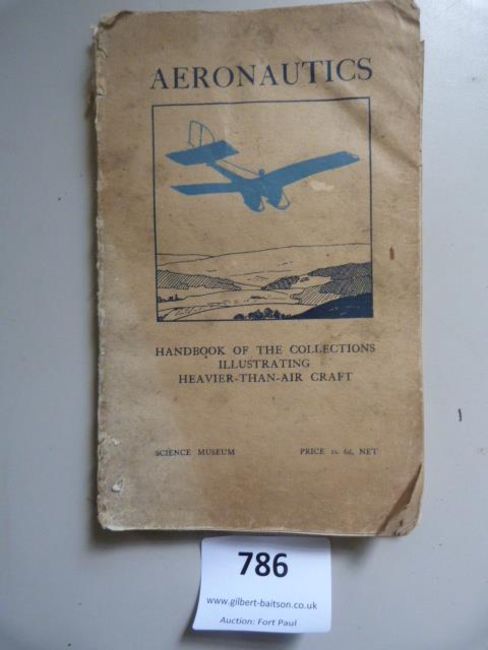 AERONAUTICS
HANDBOOK OF THE COLLECTIONS
ILLUSTRATING
HEAVIER-THAN-AIR CRAFT
SCIENCE MUSEUM
PRICE 2s. 6d. NET
786
www.gilbert-baitson.co.uk
Auction: Fort Paul